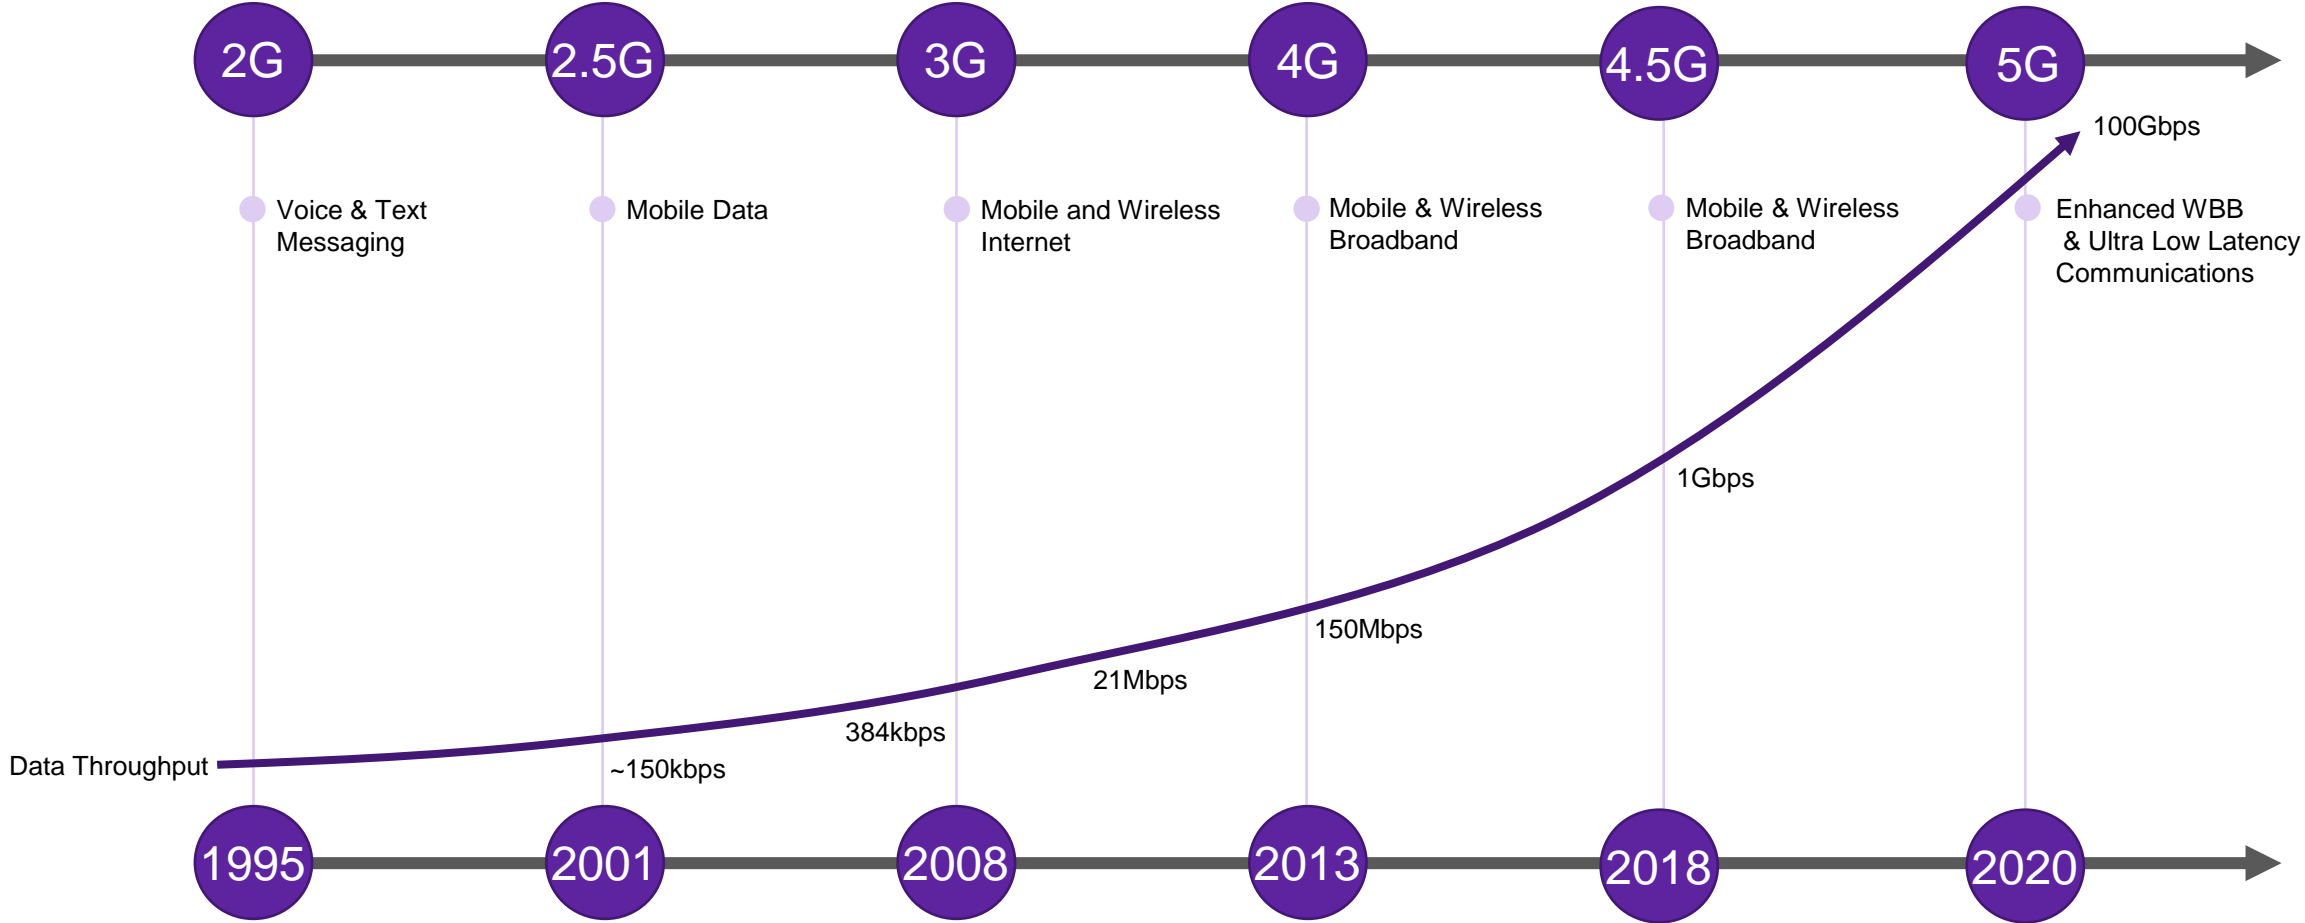 2G
2.5G
3G
4G
4.5G
5G
100Gbps
Voice & Text
Messaging
Mobile Data
Mobile and Wireless
Internet
Mobile & Wireless
Broadband
Mobile & Wireless
Broadband
Enhanced WBB
& Ultra Low Latency
Communications
1Gbps
150Mbps
21Mbps
384kbps
~150kbps
Data Throughput
1995
2001
2008
2013
2018
2020